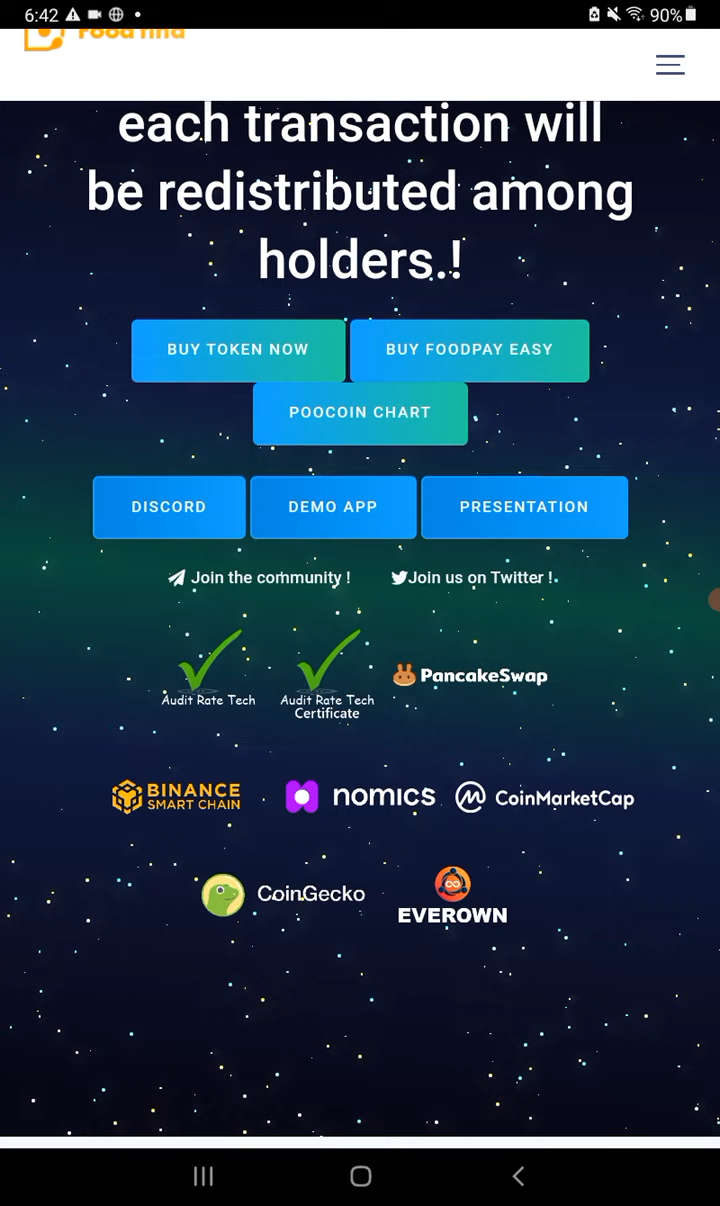 6:42 90%
each transaction will
be redistributed among
holders.!
BUY TOKEN NOW BUY FOODPAY EASY
POOCOIN CHART
DISCORD DEMO APP PRESENTATION
Join the community ! Join us on Twitter !
Audit Rate Tech Audit Rate Tech PancakeSwap
Certificate
BINANCE
SMART CHAIN nomics CoinMarketCap
CoinGecko
EVEROWN